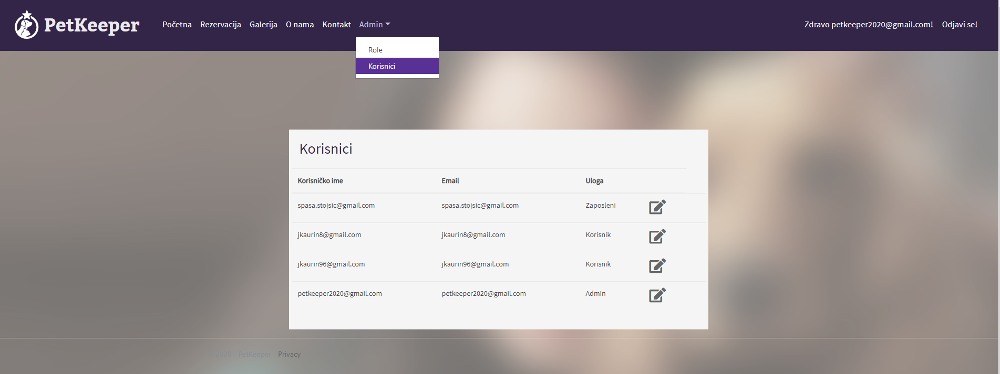 PetKeeper Početna Rezervacija Galerija O nama Kontakt Admin Zdravo petkeeper2020@gmail.com! Odjavi se!
Role
Korisnici
Korisnici
Korisničko ime Email Uloga
spasa.stojsic@gmail.com spasa.stojsic@gmail.com Zaposleni
jkaurin8@gmail.com jkaurin8@gmail.com Korisnik
jkaurin96@gmail.com jkaurin96@gmail.com Korisnik
petkeeper2020@gmail.com petkeeper2020@gmail.com Admin
2020 - PetKeeper - Privacy